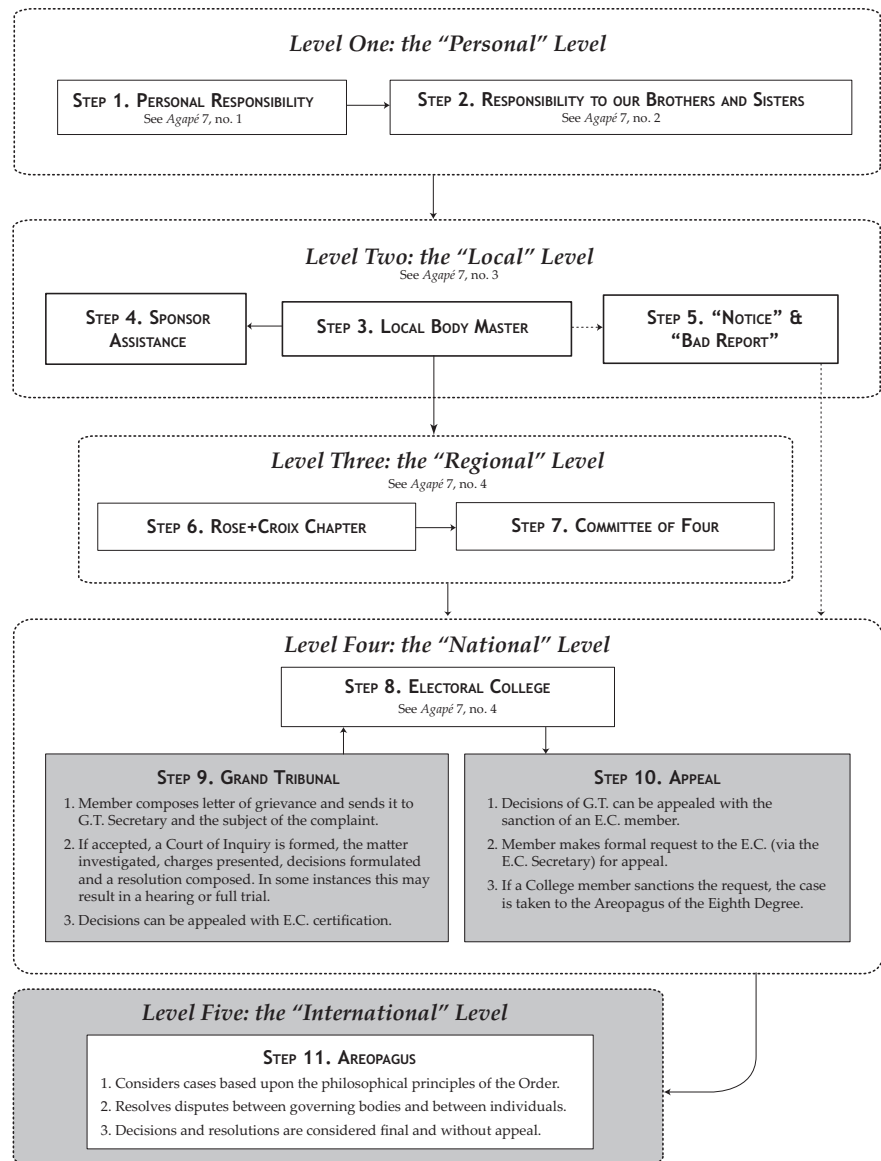 Level One: the “Personal” Level
Step 1. Personal Responsibility
See Agapé 7, no. 1
Step 2. Responsibility to our Brothers and Sisters
See Agapé 7, no. 2
Level Two: the “Local” Level
See Agapé 7, no. 3
Step 4. Sponsor
Assistance
Step 3. Local Body Master
Step 5. “Notice” &
“Bad Report”
Level Three: the “Regional” Level
See Agapé 7, no. 4
Step 6. Rose+Croix Chapter
Step 7. Committee of Four
Level Four: the “National” Level
Step 8. Electoral College
See Agapé 7, no. 4
Step 9. Grand Tribunal
1. Member composes letter of grievance and sends it to
G.T. Secretary and the subject of the complaint.
2. If accepted, a Court of Inquiry is formed, the matter
investigated, charges presented, decisions formulated
and a resolution composed. In some instances this may
result in a hearing or full trial.
3. Decisions can be appealed with E.C. certification.
Step 10. Appeal
1. Decisions of G.T. can be appealed with the
sanction of an E.C. member.
2. Member makes formal request to the E.C. (via the
E.C. Secretary) for appeal.
3. If a College member sanctions the request, the case
is taken to the Areopagus of the Eighth Degree.
Level Five: the “International” Level
Step 11. Areopagus
1. Considers cases based upon the philosophical principles of the Order.
2. Resolves disputes between governing bodies and between individuals.
3. Decisions and resolutions are considered final and without appeal.